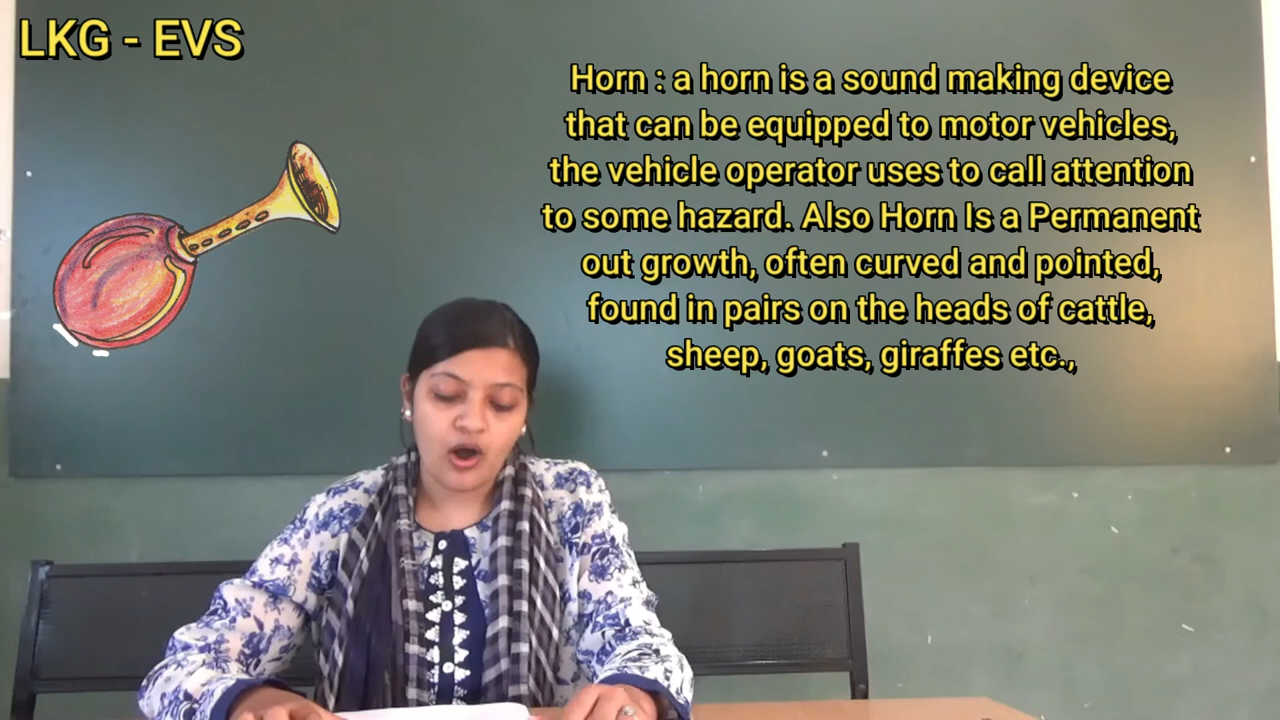 LKG - EVS
Horn : a horn is a sound making device
that can be equipped to motor vehicles,
the vehicle operator uses to call attention
to some hazard. Also Horn Is a Permanent
out growth, often curved and pointed,
found in pairs on the heads of cattle,
sheep, goats, giraffes etc.,